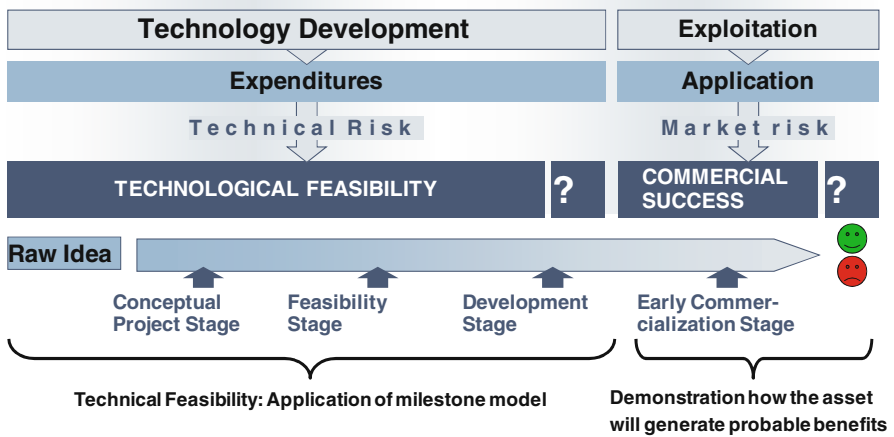 Technology Development
Exploitation
Expenditures
Application
Technical Risk
Market risk
TECHNOLOGICAL FEASIBILITY
?
COMMERCIAL
SUCCESS
?
Raw Idea
Conceptual
Project Stage
Feasibility
Stage
Development
Stage
Early Commer-
cialization Stage
Technical Feasibility: Application of milestone model
Demonstration how the asset
will generate probable benefits